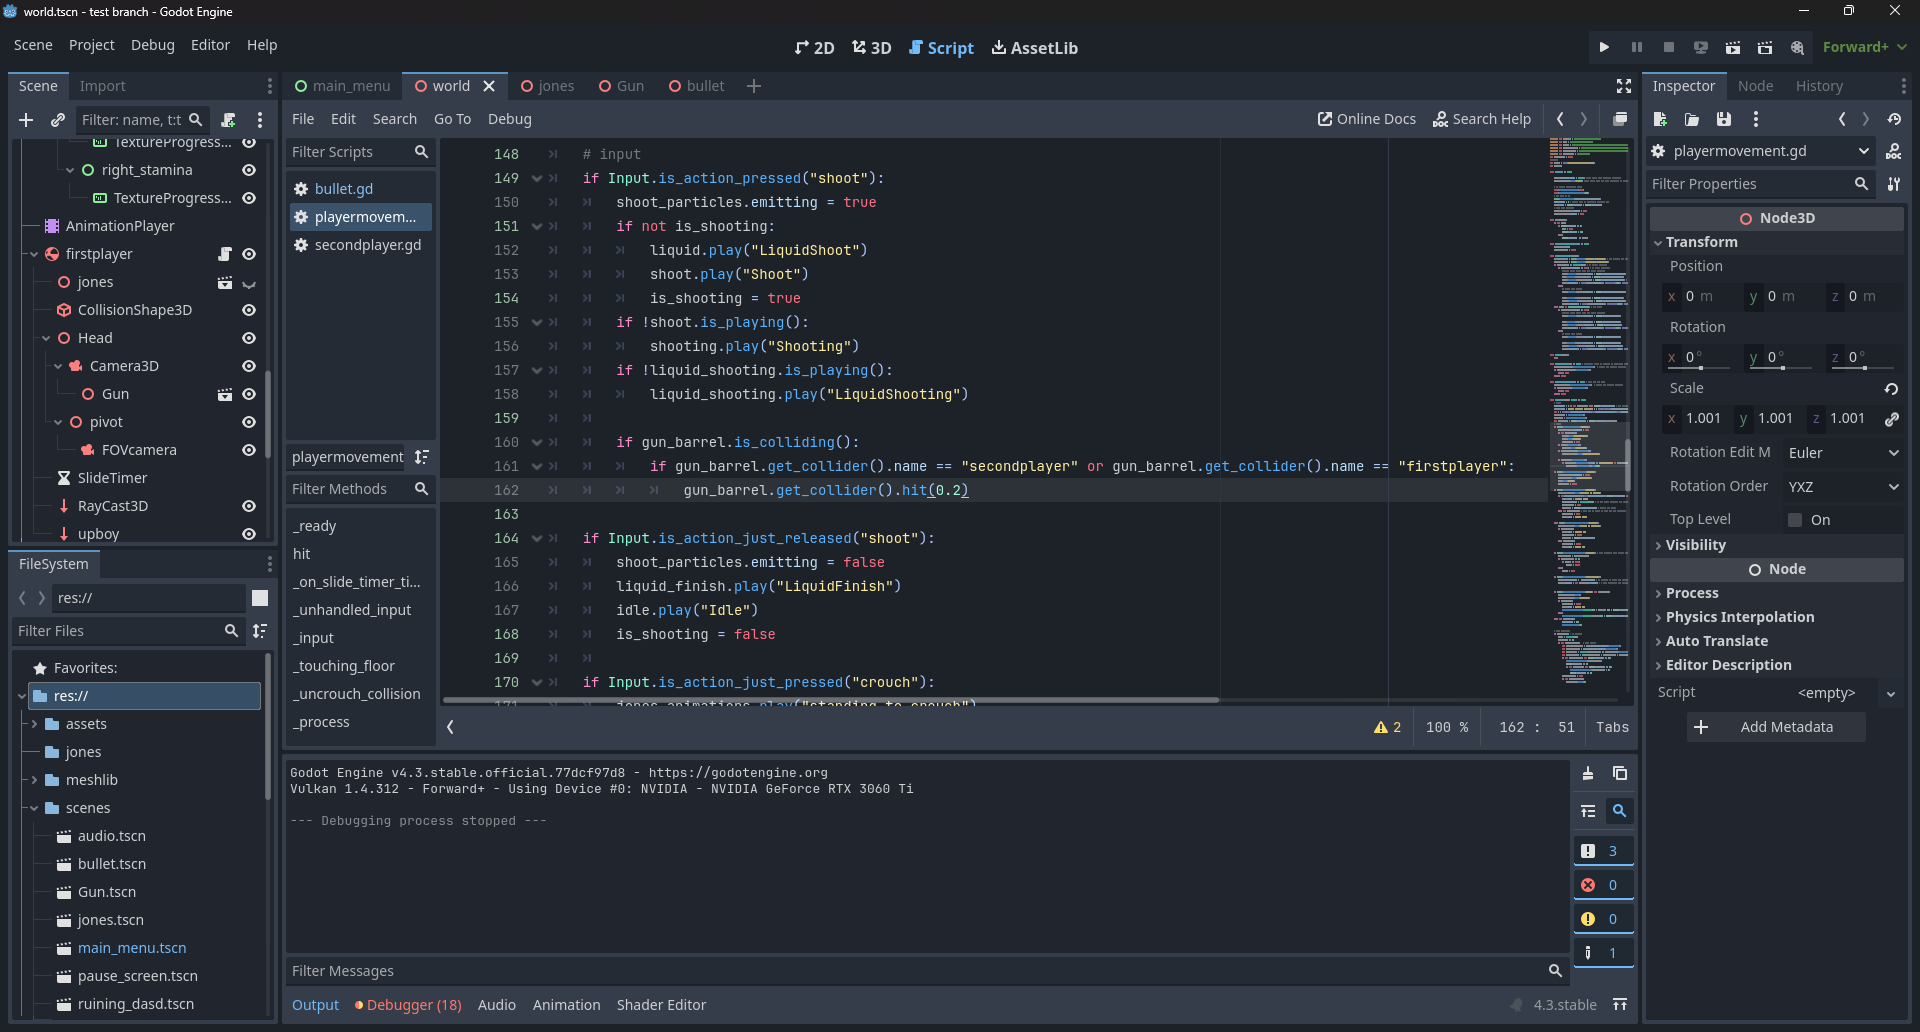 world.tscn - test branch - Godot Engine
Scene Project Debug Editor Help
2D 3D Script AssetLib
Forward+
Scene Import
Filter: name, t:t
TextureProgress...
right_stamina
TextureProgress...
AnimationPlayer
firstplayer
jones
CollisionShape3D
Head
Camera3D
Gun
pivot
FOVcamera
SlideTimer
RayCast3D
upboy
FileSystem
res://
Filter Files
Favorites:
res://
assets
jones
meshlib
scenes
audio.tscn
bullet.tscn
Gun.tscn
jones.tscn
main_menu.tscn
pause_screen.tscn
ruining_dasd.tscn
main_menu world jones Gun bullet
File Edit Search Go To Debug
Online Docs Search Help
Filter Scripts
bullet.gd
playermovem...
secondplayer.gd
playermovement
Filter Methods
_ready
hit
_on_slide_timer_ti...
_unhandled_input
_input
_touching_floor
_uncrouch_collision
_process
148 # input
149 if Input.is_action_pressed("shoot"):
150 shoot_particles.emitting = true
151 if not is_shooting:
152 liquid.play("LiquidShoot")
153 shoot.play("Shoot")
154 is_shooting = true
155 if !shoot.is_playing():
156 shooting.play("Shooting")
157 if !liquid_shooting.is_playing():
158 liquid_shooting.play("LiquidShooting")
159
160 if gun_barrel.is_colliding():
161 if gun_barrel.get_collider().name == "secondplayer" or gun_barrel.get_collider().name == "firstplayer":
162 gun_barrel.get_collider().hit(0.2)
163
164 if Input.is_action_just_released("shoot"):
165 shoot_particles.emitting = false
166 liquid_finish.play("LiquidFinish")
167 idle.play("Idle")
168 is_shooting = false
169
170 if Input.is_action_just_pressed("crouch"):
171 jones_animations.play("standing_to_crouch")
2 100 % 162 : 51 Tabs
Godot Engine v4.3.stable.official.77dcf97d8 - https://godotengine.org
Vulkan 1.4.312 - Forward+ - Using Device #0: NVIDIA - NVIDIA GeForce RTX 3060 Ti
--- Debugging process stopped ---
3
0
0
1
Filter Messages
Output Debugger (18) Audio Animation Shader Editor
4.3.stable
Inspector Node History
playermovement.gd
Filter Properties
Node3D
Transform
Position
x 0 m y 0 m z 0 m
Rotation
x 0 ° y 0 ° z 0 °
Scale
x 1.001 y 1.001 z 1.001
Rotation Edit M Euler
Rotation Order YXZ
Top Level On
Visibility
Node
Process
Physics Interpolation
Auto Translate
Editor Description
Script <empty>
Add Metadata